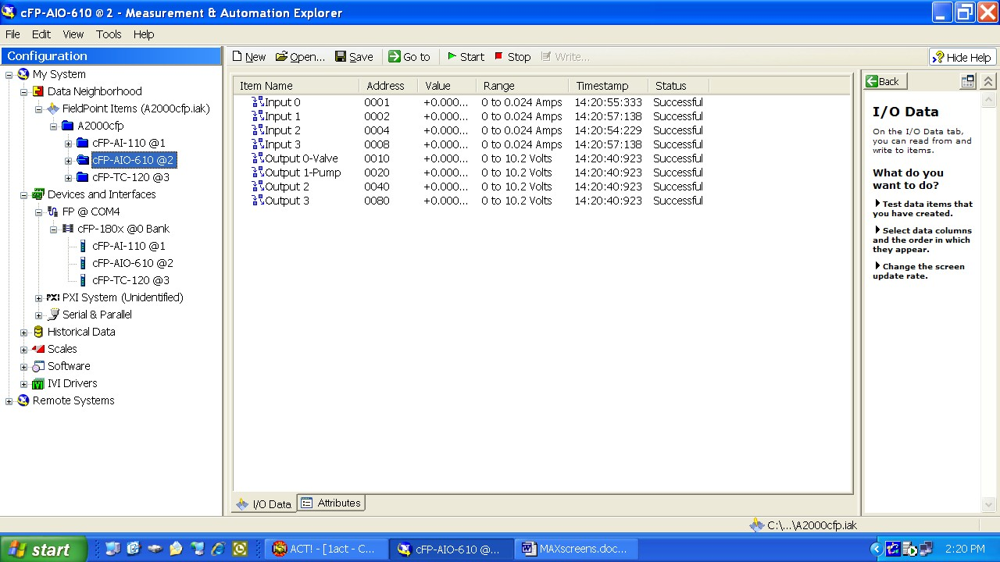 cFP-AIO-610 @2 - Measurement & Automation Explorer
File Edit View Tools Help
Configuration
My System
Data Neighborhood
FieldPoint Items (A2000cfp.iak)
A2000cfp
cFP-AI-110 @1
cFP-AIO-610 @2
cFP-TC-120 @3
Devices and Interfaces
FP @ COM4
cFP-180x @0 Bank
cFP-AI-110 @1
cFP-AIO-610 @2
cFP-TC-120 @3
PXI PXI System (Unidentified)
Serial & Parallel
Historical Data
Scales
Software
IVI Drivers
Remote Systems
New Open... Save Go to Start Stop Write... Hide Help
Item Name Address Value Range Timestamp Status
Input 0 0001 +0.000... 0 to 0.024 Amps 14:20:55:333 Successful
Input 1 0002 +0.000... 0 to 0.024 Amps 14:20:57:138 Successful
Input 2 0004 +0.000... 0 to 0.024 Amps 14:20:54:229 Successful
Input 3 0008 +0.000... 0 to 0.024 Amps 14:20:57:138 Successful
Output 0-Valve 0010 +0.000... 0 to 10.2 Volts 14:20:40:923 Successful
Output 1-Pump 0020 +0.000... 0 to 10.2 Volts 14:20:40:923 Successful
Output 2 0040 +0.000... 0 to 10.2 Volts 14:20:40:923 Successful
Output 3 0080 +0.000... 0 to 10.2 Volts 14:20:40:923 Successful
I/O Data Attributes
Back
I/O Data
On the I/O Data tab,
you can read from and
write to items.
What do you
want to do?
Test data items that
you have created.
Select data columns
and the order in which
they appear.
Change the screen
update rate.
C:\...\A2000cfp.iak
start ACT! - [1act - C... cFP-AIO-610 @... MAXscreens.doc... 2:20 PM